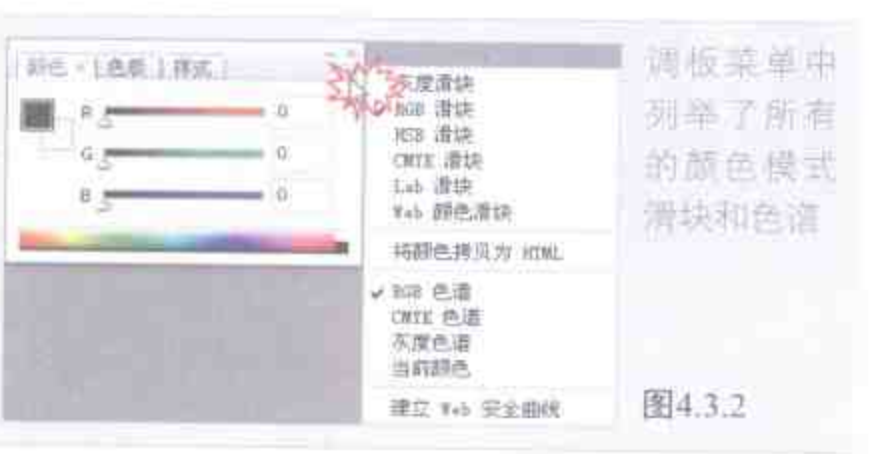 颜色 × 色板 样式
R 0
G 0
B 0
灰度滑块
RGB 滑块
HSB 滑块
CMYK 滑块
Lab 滑块
Web 颜色滑块
将颜色拷贝为 HTML
✓ RGB 色谱
CMYK 色谱
灰度色谱
当前颜色
建立 Web 安全曲线
调板菜单中
列举了所有
的颜色模式
滑块和色谱
图4.3.2